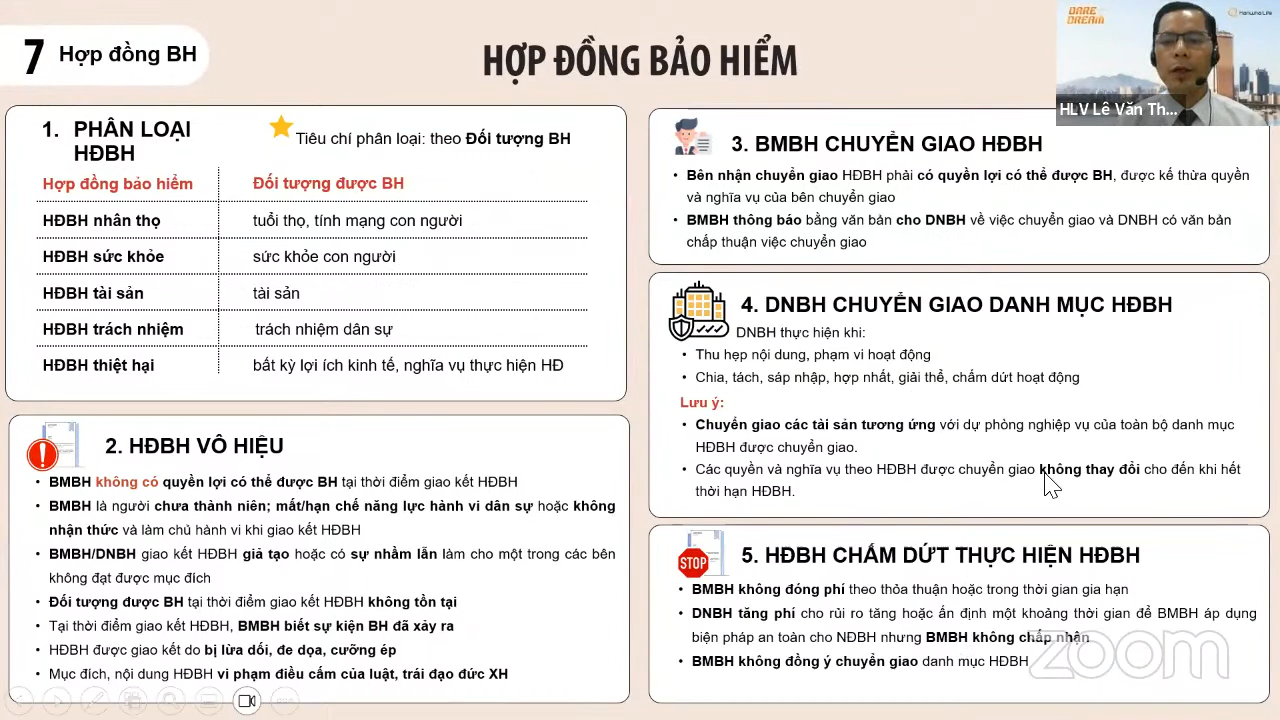 7 Hợp đồng BH
HỢP ĐỒNG BẢO HIỂM
DARE
DREAM
Hanwha Life
HLV Lê Văn Th...
1. PHÂN LOẠI
HĐBH
Tiêu chí phân loại: theo Đối tượng BH
Hợp đồng bảo hiểm Đối tượng được BH
HĐBH nhân thọ tuổi thọ, tính mạng con người
HĐBH sức khỏe sức khỏe con người
HĐBH tài sản tài sản
HĐBH trách nhiệm trách nhiệm dân sự
HĐBH thiệt hại bất kỳ lợi ích kinh tế, nghĩa vụ thực hiện HĐ
2. HĐBH VÔ HIỆU
• BMBH không có quyền lợi có thể được BH tại thời điểm giao kết HĐBH
• BMBH là người chưa thành niên; mất/hạn chế năng lực hành vi dân sự hoặc không
nhận thức và làm chủ hành vi khi giao kết HĐBH
• BMBH/DNBH giao kết HĐBH giả tạo hoặc có sự nhầm lẫn làm cho một trong các bên
không đạt được mục đích
• Đối tượng được BH tại thời điểm giao kết HĐBH không tồn tại
• Tại thời điểm giao kết HĐBH, BMBH biết sự kiện BH đã xảy ra
• HĐBH được giao kết do bị lừa dối, đe dọa, cưỡng ép
• Mục đích, nội dung HĐBH vi phạm điều cấm của luật, trái đạo đức XH
3. BMBH CHUYỂN GIAO HĐBH
• Bên nhận chuyển giao HĐBH phải có quyền lợi có thể được BH, được kế thừa quyền
và nghĩa vụ của bên chuyển giao
• BMBH thông báo bằng văn bản cho DNBH về việc chuyển giao và DNBH có văn bản
chấp thuận việc chuyển giao
4. DNBH CHUYỂN GIAO DANH MỤC HĐBH
DNBH thực hiện khi:
• Thu hẹp nội dung, phạm vi hoạt động
• Chia, tách, sáp nhập, hợp nhất, giải thể, chấm dứt hoạt động
Lưu ý:
• Chuyển giao các tài sản tương ứng với dự phòng nghiệp vụ của toàn bộ danh mục
HĐBH được chuyển giao.
• Các quyền và nghĩa vụ theo HĐBH được chuyển giao không thay đổi cho đến khi hết
thời hạn HĐBH.
STOP
5. HĐBH CHẤM DỨT THỰC HIỆN HĐBH
• BMBH không đóng phí theo thỏa thuận hoặc trong thời gian gia hạn
• DNBH tăng phí cho rủi ro tăng hoặc ấn định một khoảng thời gian để BMBH áp dụng
biện pháp an toàn cho NĐBH nhưng BMBH không chấp nhận
• BMBH không đồng ý chuyển giao danh mục HĐBH
zoom